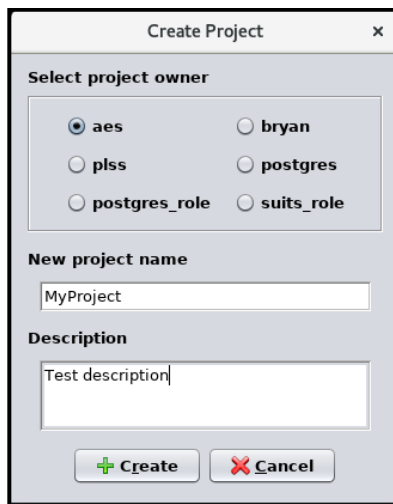 Create Project
Select project owner
aes bryan
plss postgres
postgres_role suits_role
New project name
MyProject
Description
Test description
Create Cancel